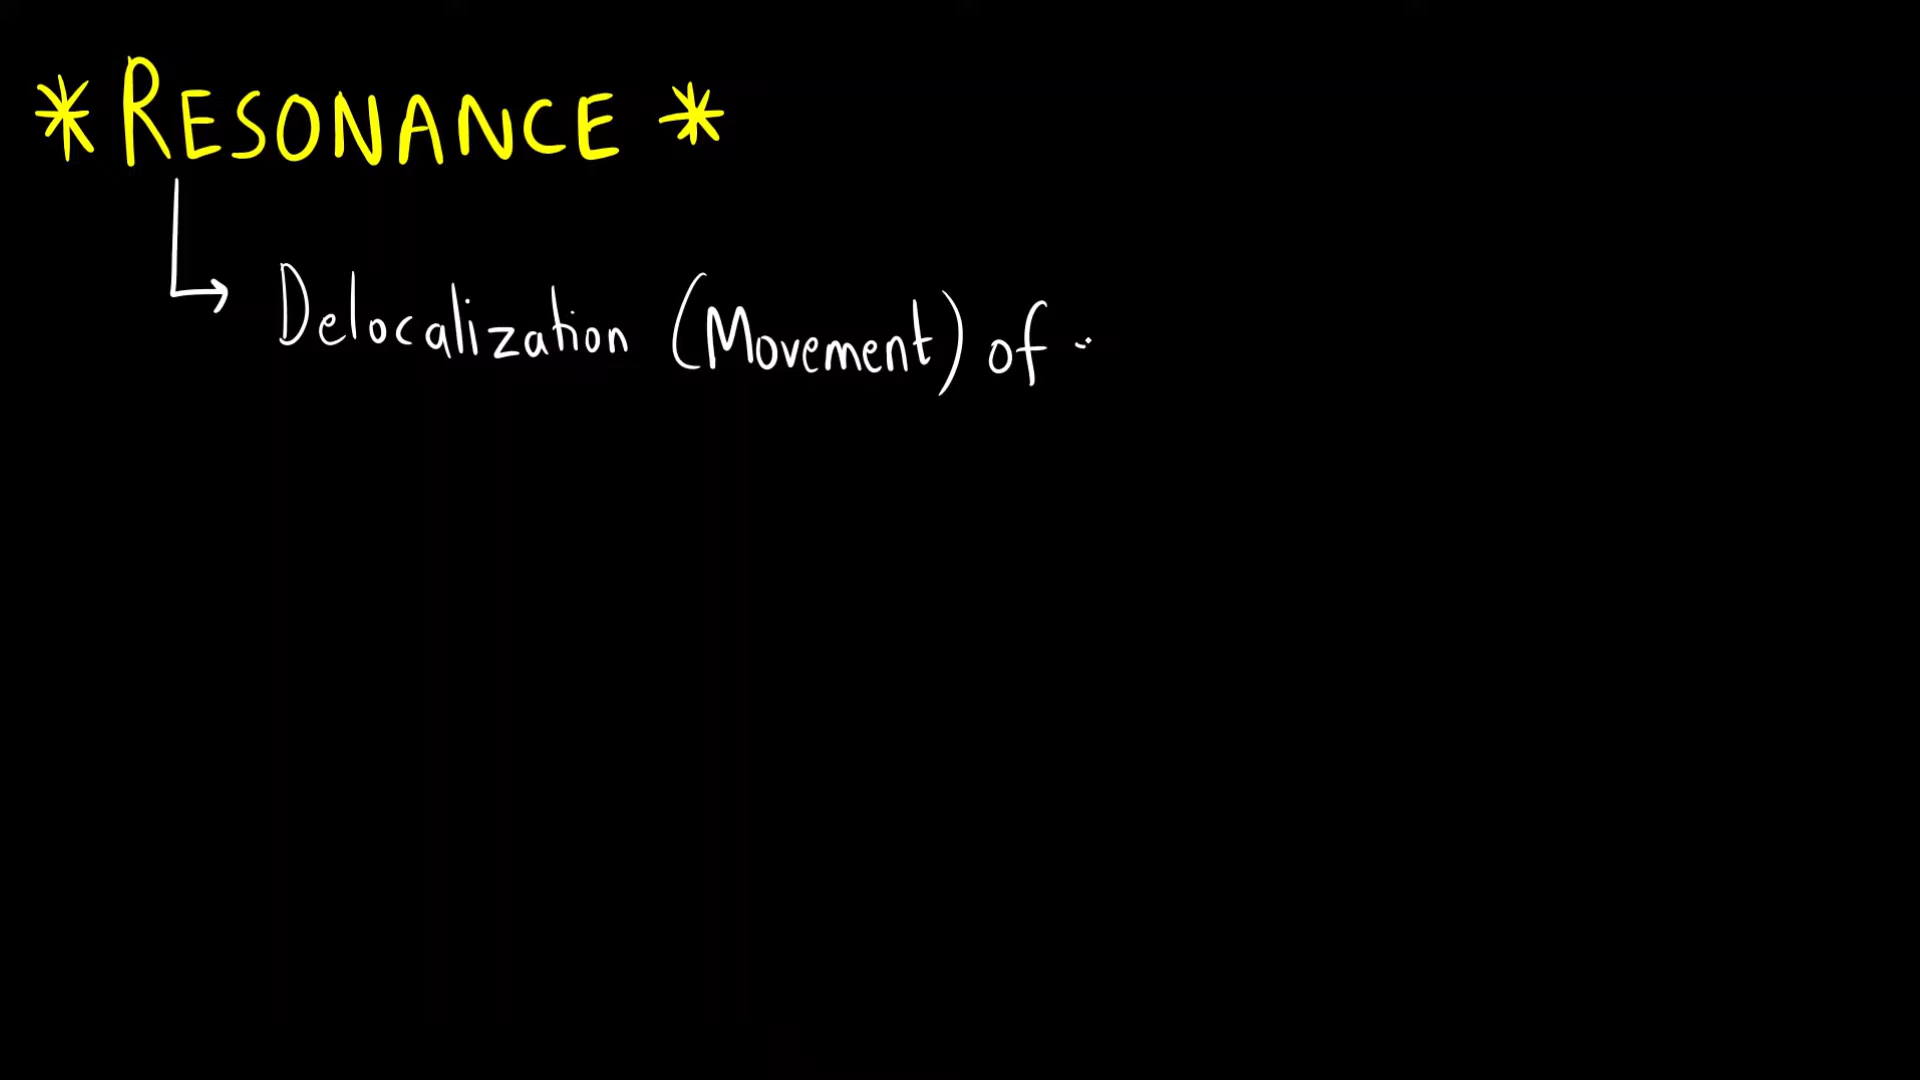 * RESONANCE *
Delocalization (Movement) of